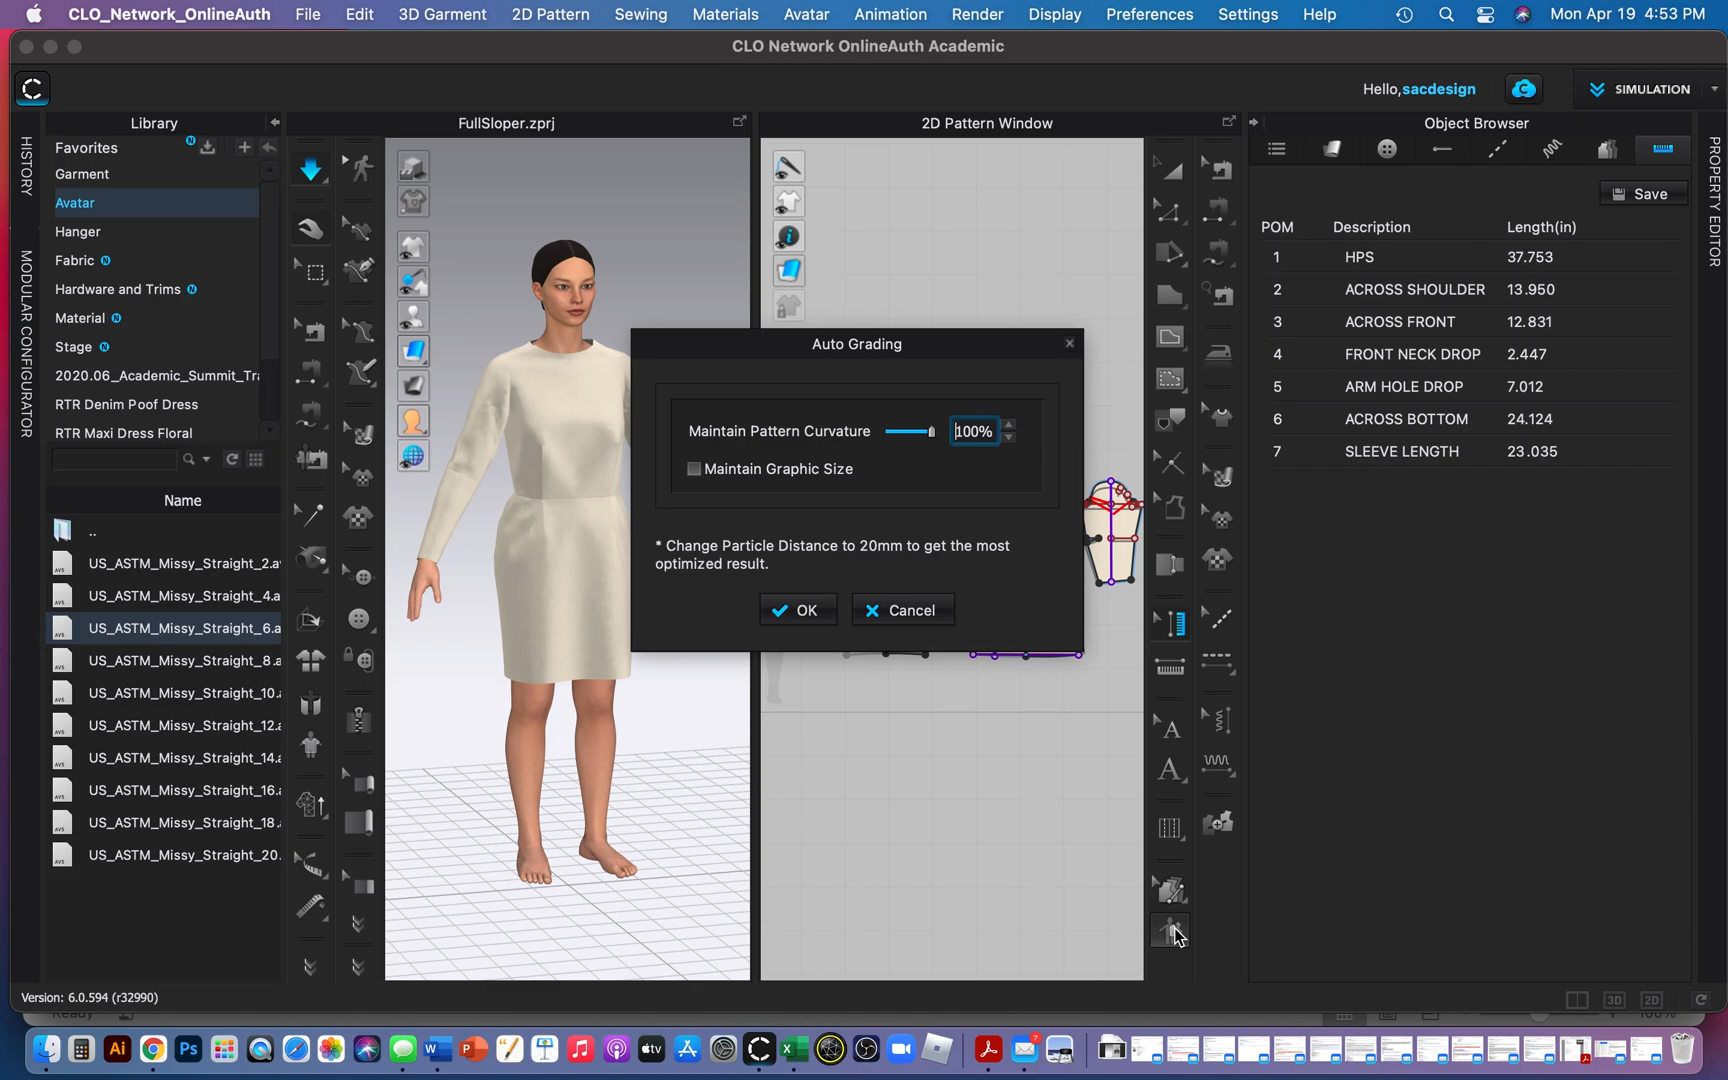 CLO_Network_OnlineAuth File Edit 3D Garment 2D Pattern Sewing Materials Avatar Animation Render Display Preferences Settings Help Mon Apr 19 4:53 PM
CLO Network OnlineAuth Academic
Hello,sacdesign
SIMULATION
HISTORY
MODULAR CONFIGURATOR
Library
Favorites
Garment
Avatar
Hanger
Fabric
Hardware and Trims
Material
Stage
2020.06_Academic_Summit_Tra
RTR Denim Poof Dress
RTR Maxi Dress Floral
Name
..
US_ASTM_Missy_Straight_2.a
US_ASTM_Missy_Straight_4.a
US_ASTM_Missy_Straight_6.a
US_ASTM_Missy_Straight_8.a
US_ASTM_Missy_Straight_10.
US_ASTM_Missy_Straight_12.
US_ASTM_Missy_Straight_14.
US_ASTM_Missy_Straight_16.
US_ASTM_Missy_Straight_18.
US_ASTM_Missy_Straight_20.
FullSloper.zprj
2D Pattern Window
Auto Grading
Maintain Pattern Curvature 100%
Maintain Graphic Size
* Change Particle Distance to 20mm to get the most
optimized result.
OK Cancel
Object Browser
PROPERTY EDITOR
Save
POM Description Length(in)
1 HPS 37.753
2 ACROSS SHOULDER 13.950
3 ACROSS FRONT 12.831
4 FRONT NECK DROP 2.447
5 ARM HOLE DROP 7.012
6 ACROSS BOTTOM 24.124
7 SLEEVE LENGTH 23.035
Version: 6.0.594 (r32990)
3D 2D
Ai Ps W P tv X 7